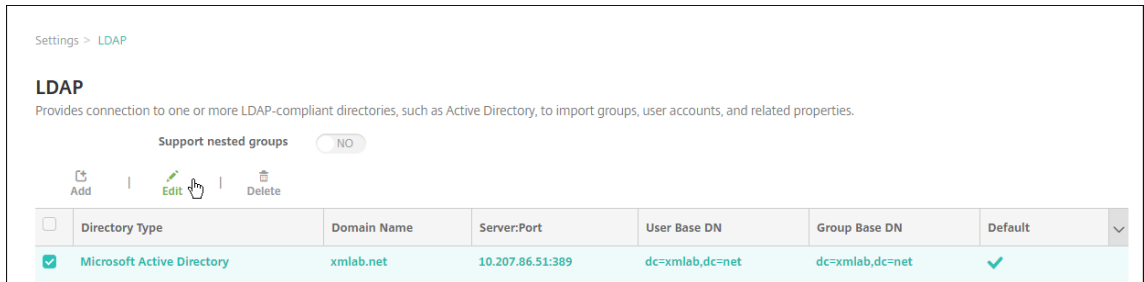 Settings > LDAP
LDAP
Provides connection to one or more LDAP-compliant directories, such as Active Directory, to import groups, user accounts, and related properties.
Support nested groups NO
Add | Edit | Delete
Directory Type Domain Name Server:Port User Base DN Group Base DN Default
Microsoft Active Directory xmlab.net 10.207.86.51:389 dc=xmlab,dc=net dc=xmlab,dc=net